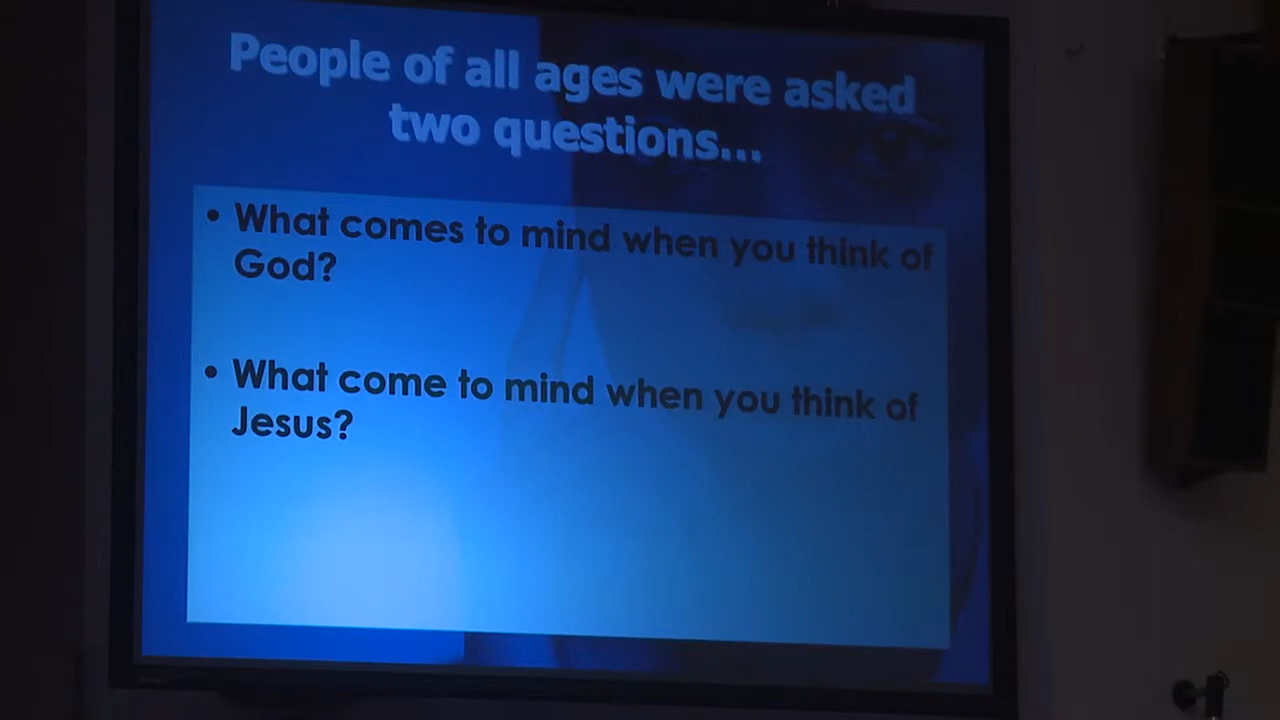 People of all ages were asked
two questions...
• What comes to mind when you think of
God?
• What come to mind when you think of
Jesus?